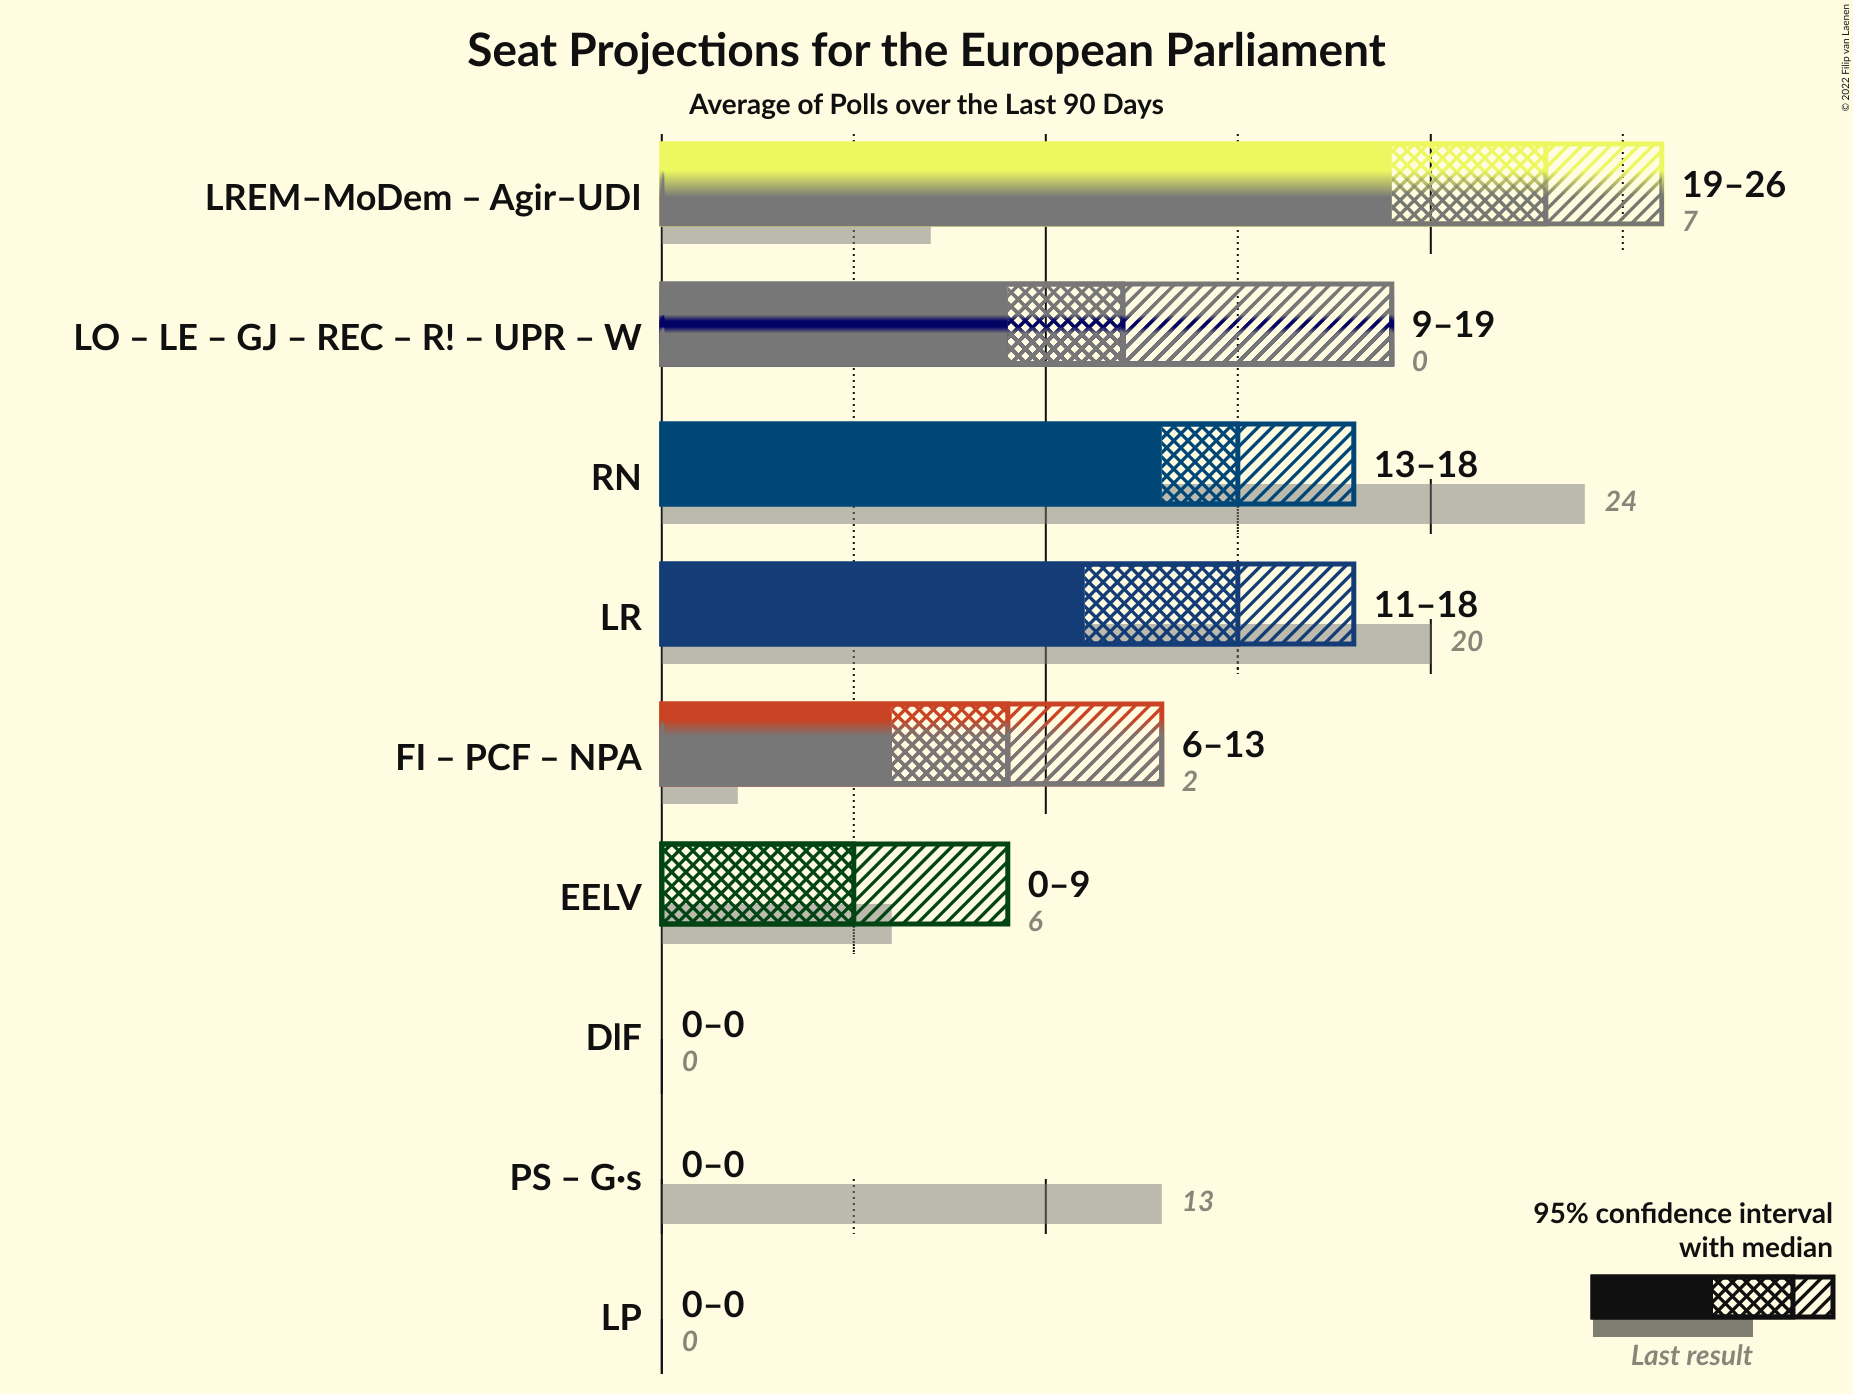 Seat Projections for the European Parliament
Average of Polls over the Last 90 Days
© 2022 Filip van Laenen
LREM–MoDem – Agir–UDI
19–26
7
LO – LE – GJ – REC – R! – UPR – W
9–19
0
RN
13–18
24
LR
11–18
20
FI – PCF – NPA
6–13
2
EELV
0–9
6
DlF
0–0
0
PS – G·s
0–0
13
LP
0–0
0
95% confidence interval
with median
Last result